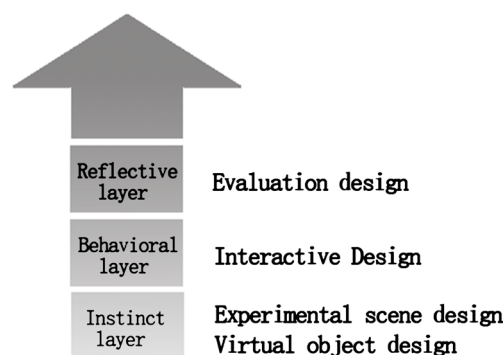 Reflective
layer
Evaluation design
Behavioral
layer
Interactive Design
Instinct
layer
Experimental scene design
Virtual object design